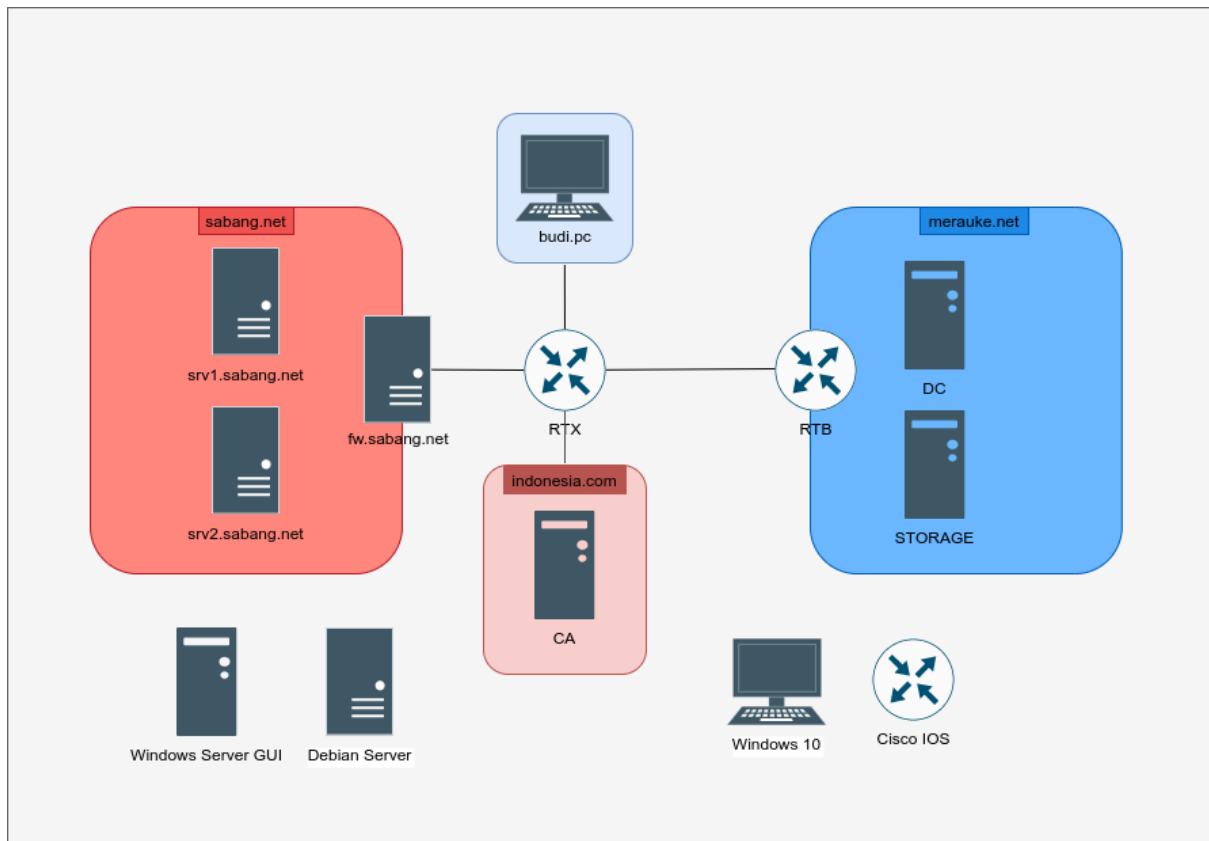 budi.pc
sabang.net
merauke.net
srv1.sabang.net
DC
fw.sabang.net
RTX
RTB
indonesia.com
srv2.sabang.net
STORAGE
CA
Windows Server GUI
Debian Server
Windows 10
Cisco IOS